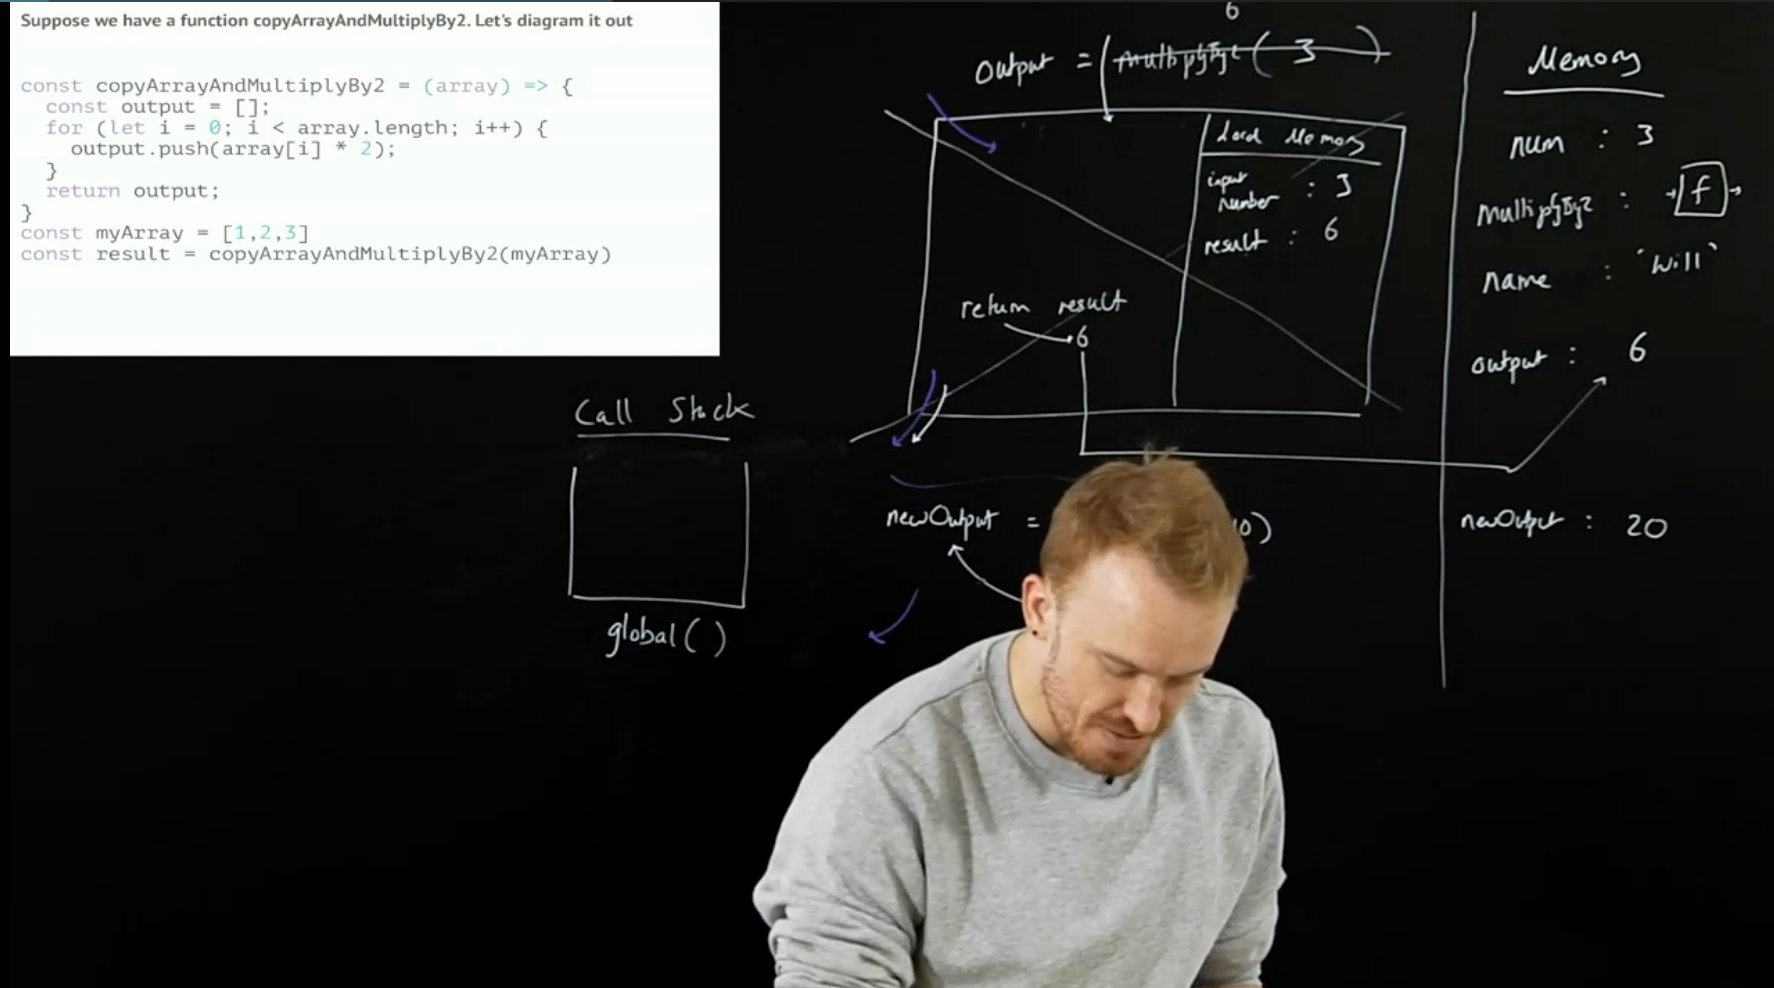 Suppose we have a function copyArrayAndMultiplyBy2. Let's diagram it out
const copyArrayAndMultiplyBy2 = (array) => {
  const output = [];
  for (let i = 0; i < array.length; i++) {
    output.push(array[i] * 2);
  }
  return output;
}
const myArray = [1,2,3]
const result = copyArrayAndMultiplyBy2(myArray)
6
output = multiplyBy2( 3 )
Local Memory
input
number : 3
result : 6
return result
6
Memory
num : 3
multiplyBy2 : f
name : 'Will'
output : 6
Call Stack
global()
newOutput =
newOutput : 20